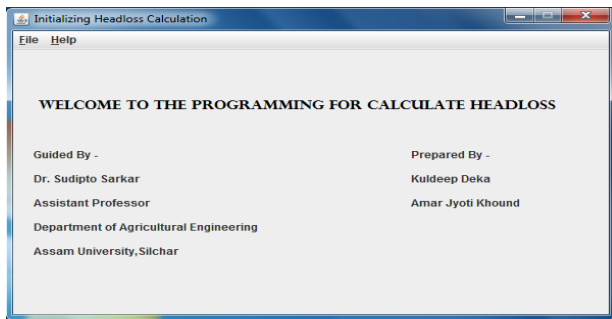 Initializing Headloss Calculation
File Help
WELCOME TO THE PROGRAMMING FOR CALCULATE HEADLOSS
Guided By -
Dr. Sudipto Sarkar
Assistant Professor
Department of Agricultural Engineering
Assam University,Silchar
Prepared By -
Kuldeep Deka
Amar Jyoti Khound